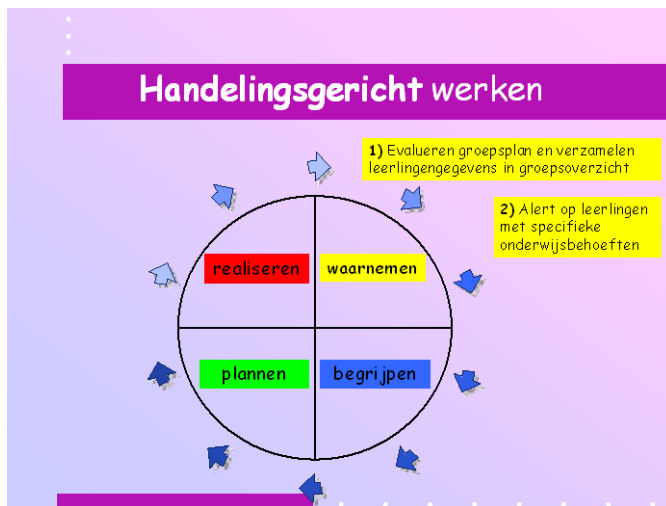 Handelingsgericht werken
1) Evalueren groepsplan en verzamelen
leerlingengegevens in groepsoverzicht
2) Alert op leerlingen
met specifieke
onderwijsbehoeften
realiseren
waarnemen
plannen
begrijpen